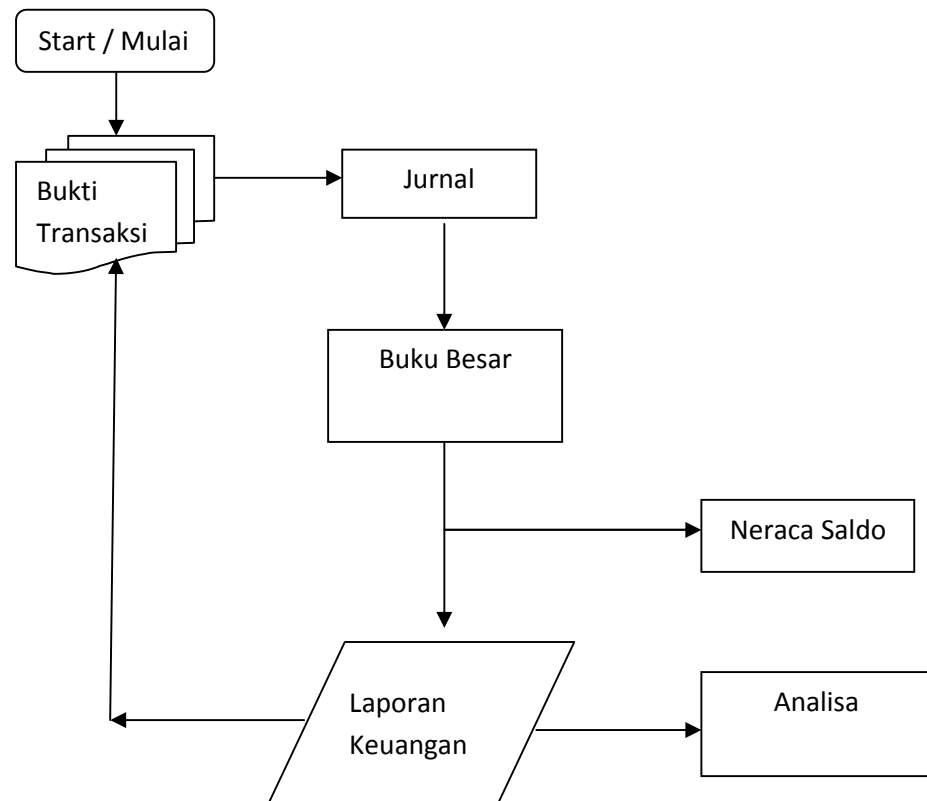 Start / Mulai
Bukti
Transaksi
Jurnal
Buku Besar
Neraca Saldo
Laporan
Keuangan
Analisa